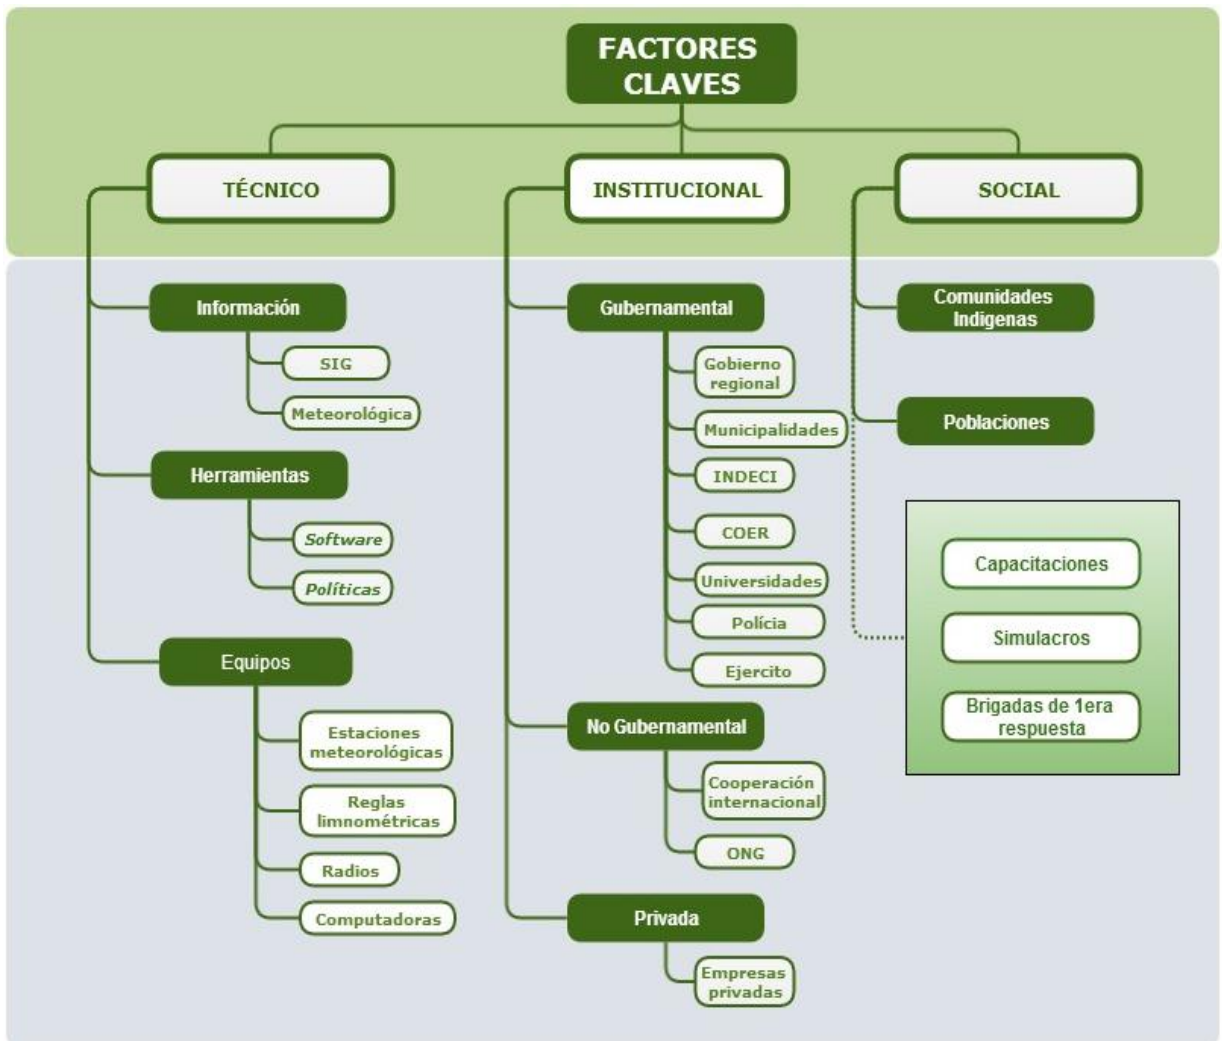 FACTORES
CLAVES
TÉCNICO
INSTITUCIONAL
SOCIAL
Información
SIG
Meteorológica
Herramientas
Software
Políticas
Equipos
Estaciones
meteorológicas
Reglas
limnométricas
Radios
Computadoras
Gubernamental
Gobierno
regional
Municipalidades
INDECI
COER
Universidades
Polícia
Ejercito
No Gubernamental
Cooperación
internacional
ONG
Privada
Empresas
privadas
Comunidades
Indigenas
Poblaciones
Capacitaciones
Simulacros
Brigadas de 1era
respuesta